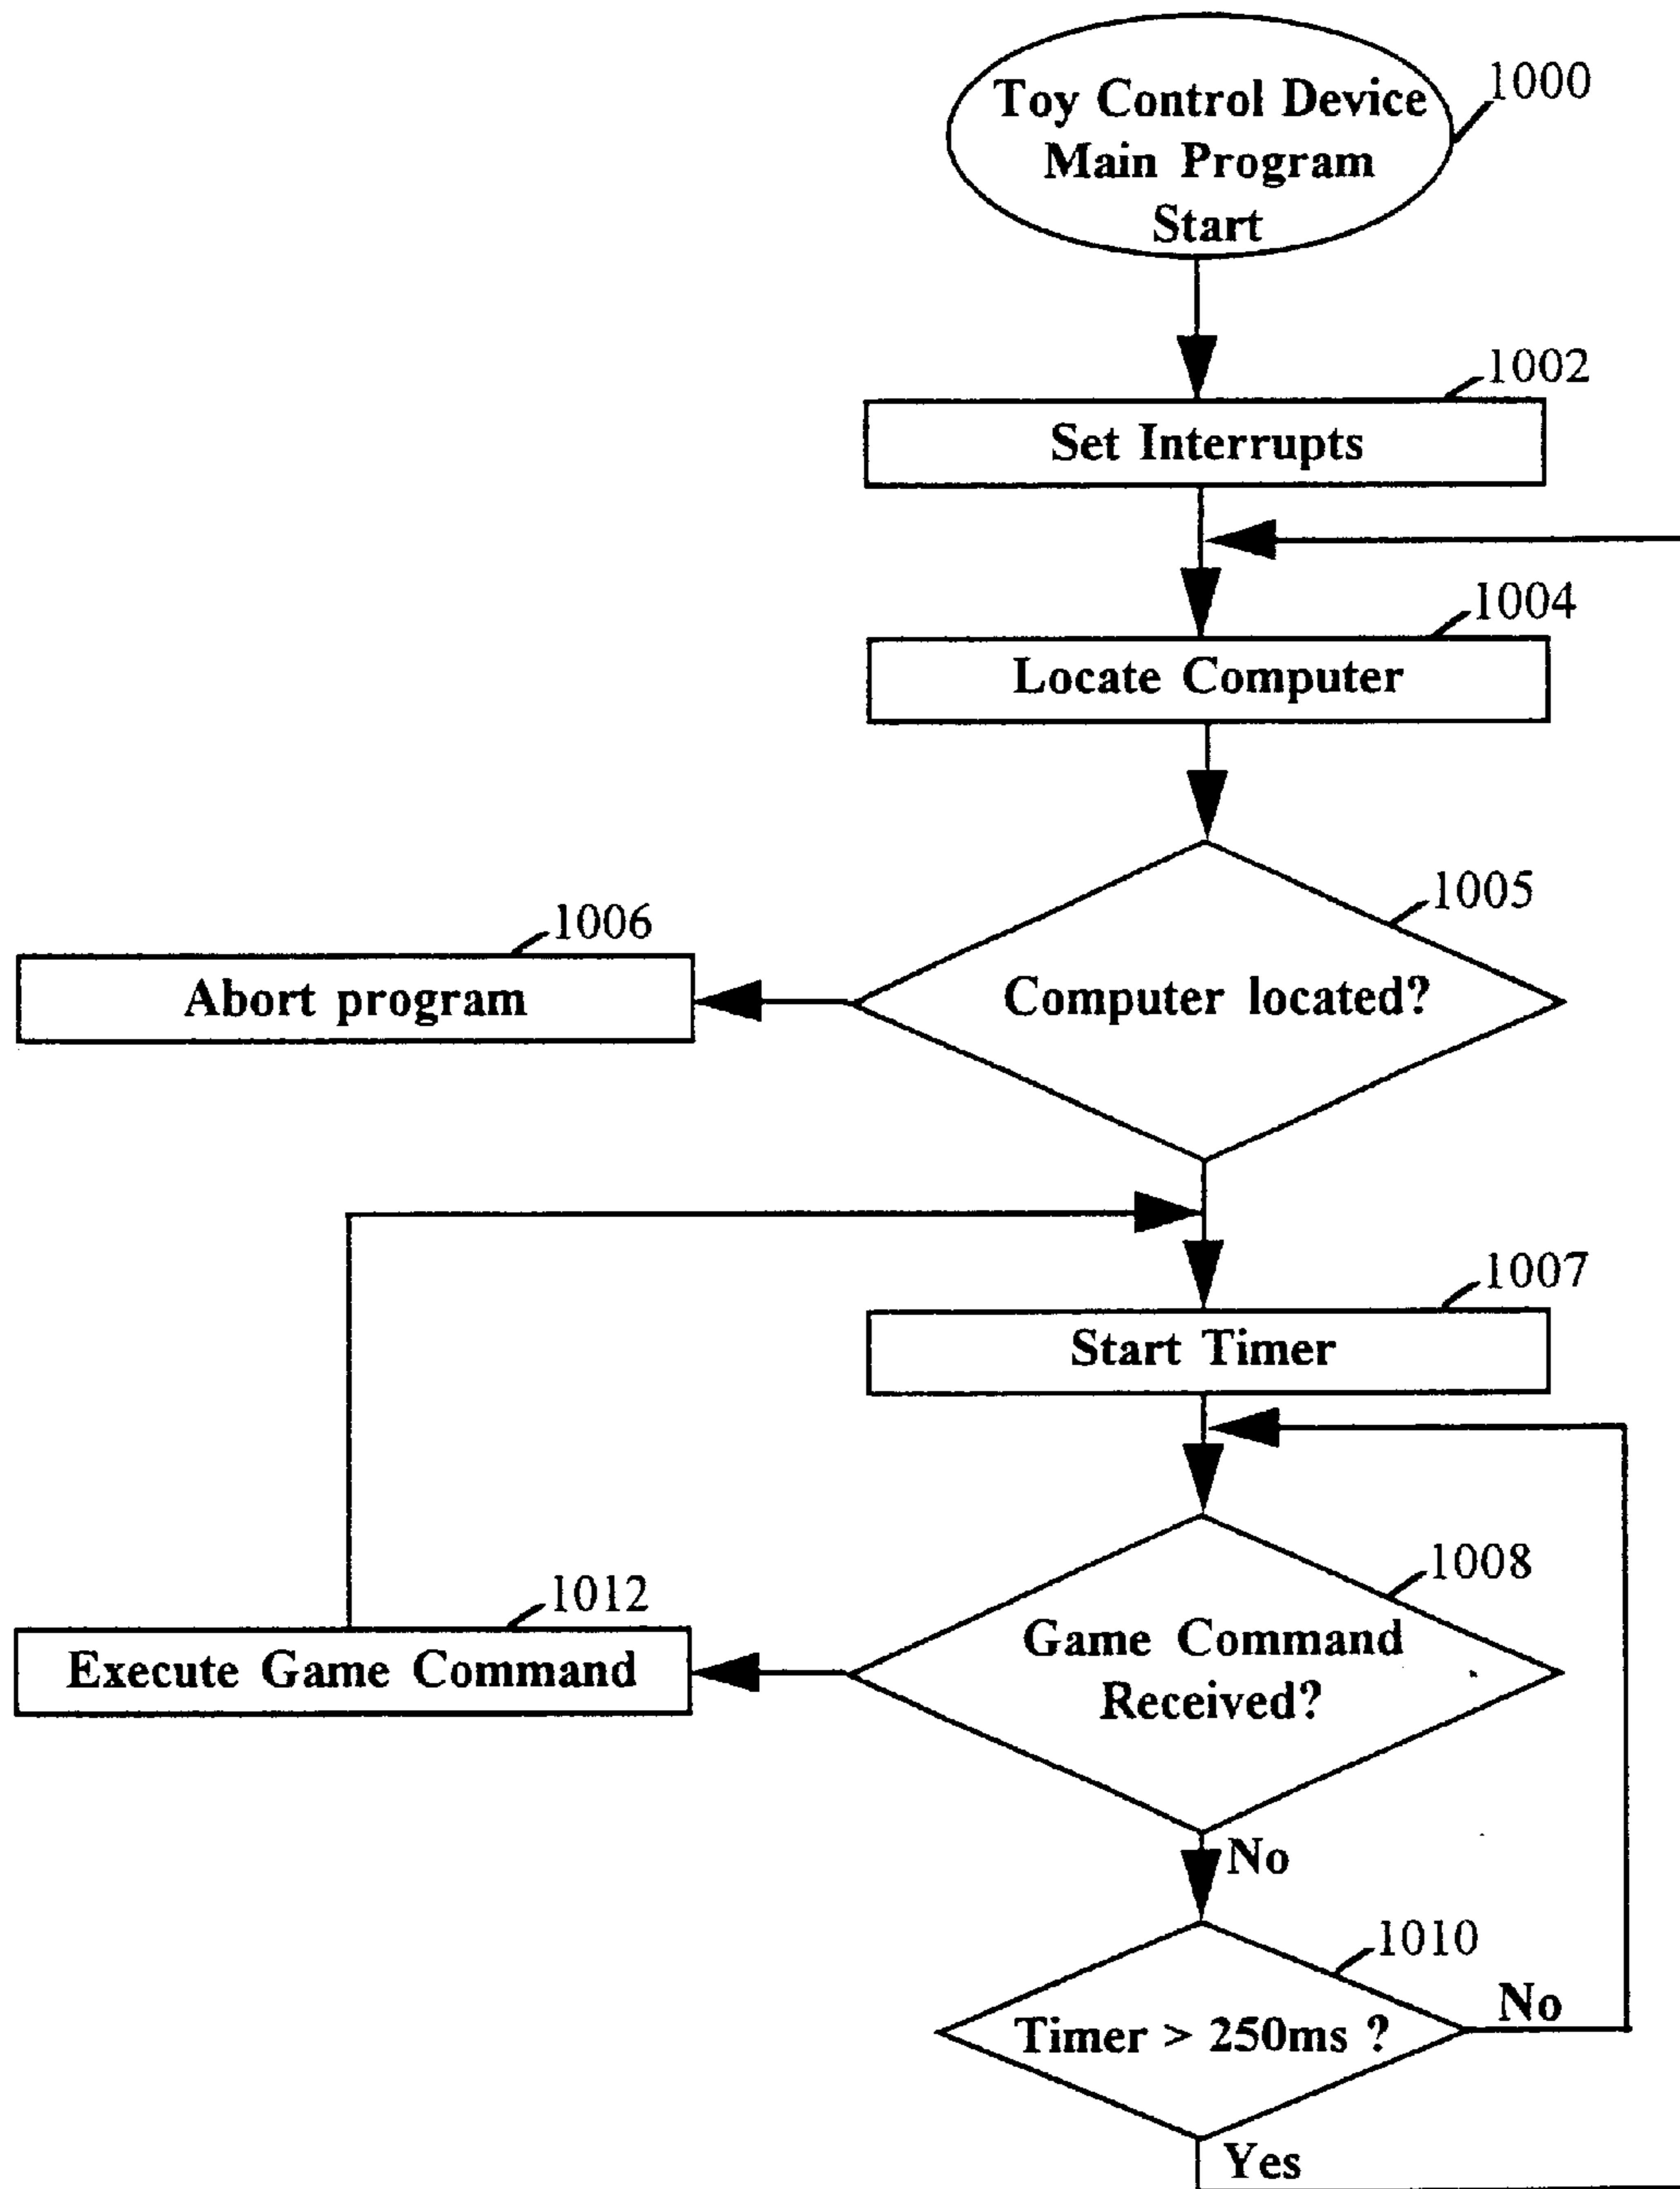 Toy Control Device
Main Program
Start
1000
1002
Set Interrupts
1004
Locate Computer
1005
Computer located?
1006
Abort program
1007
Start Timer
1008
Game Command
Received?
1012
Execute Game Command
No
1010
Timer > 250ms ?
No
Yes